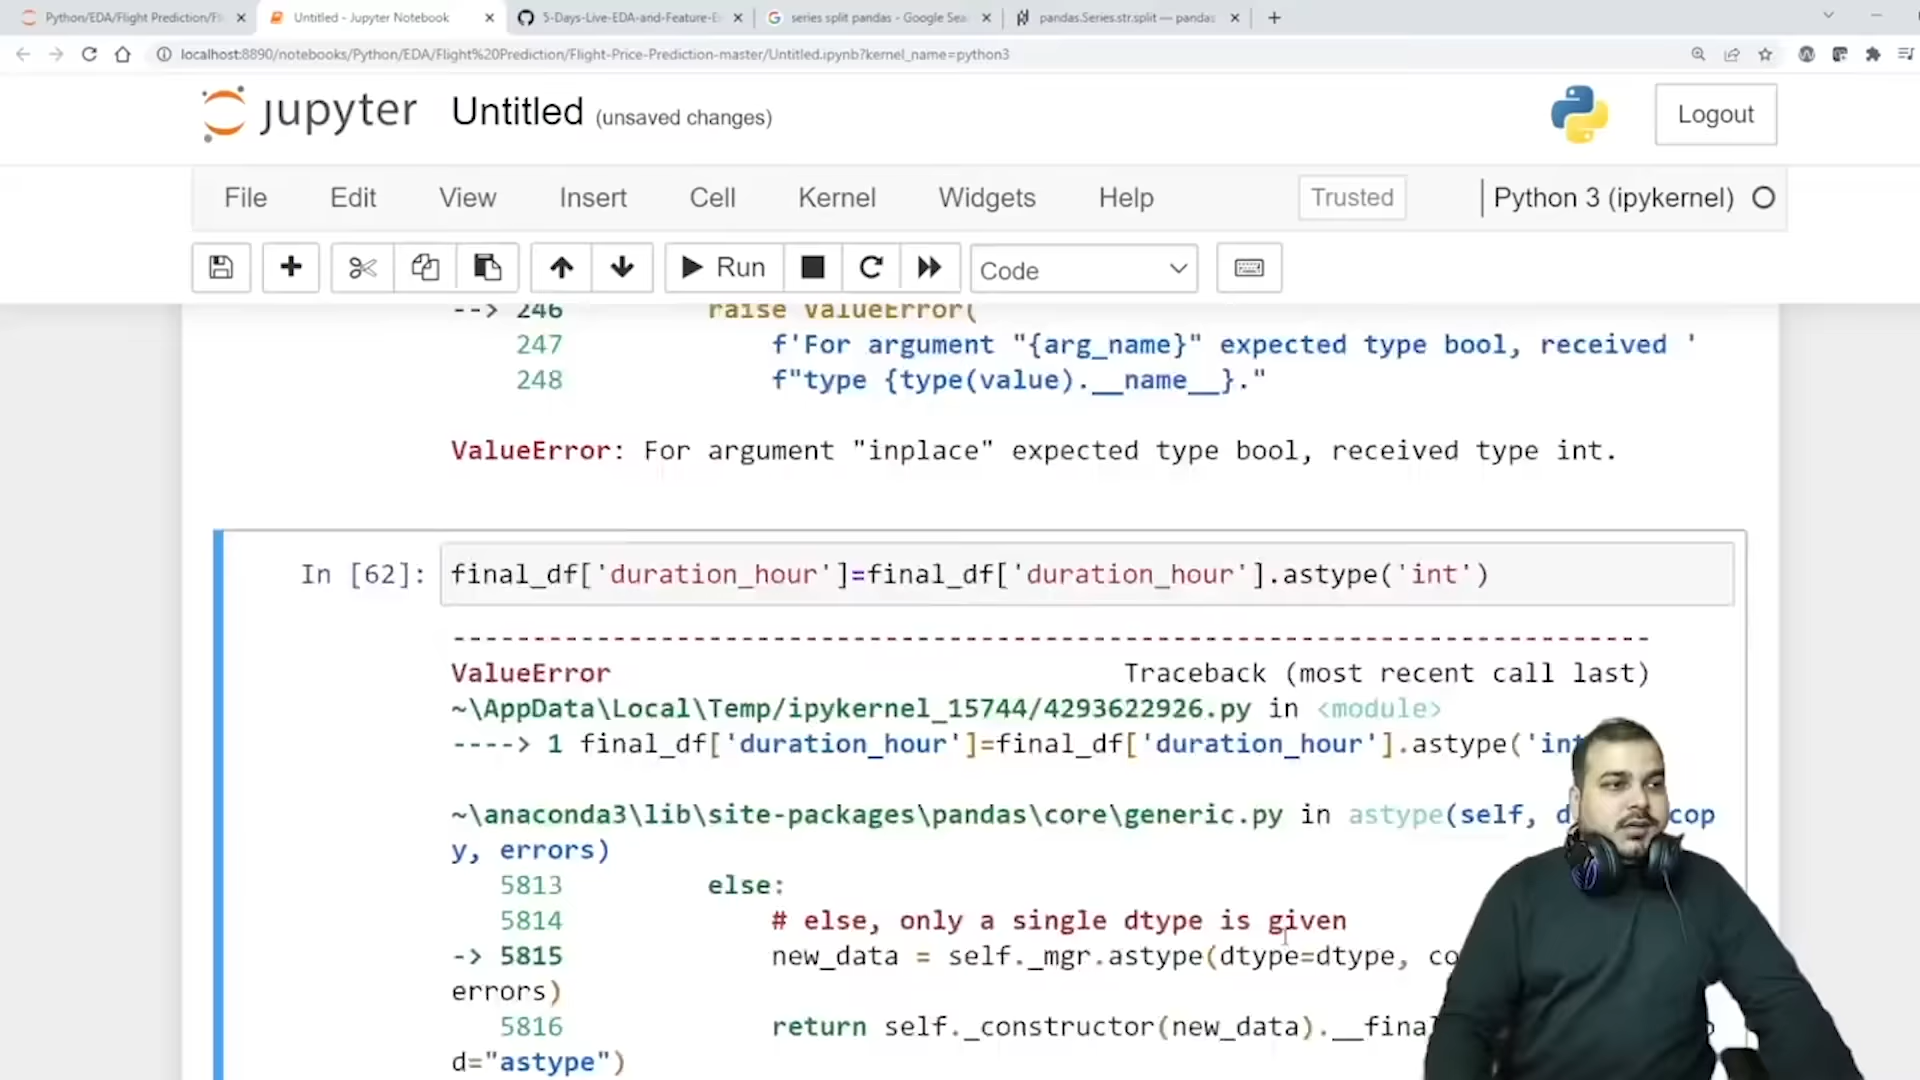 Python/EDA/Flight Prediction/Fl
Untitled - Jupyter Notebook
5-Days-Live-EDA-and-Feature-E
series split pandas - Google Sea
pandas.Series.str.split — pandas
localhost:8890/notebooks/Python/EDA/Flight%20Prediction/Flight-Price-Prediction-master/Untitled.ipynb?kernel_name=python3
jupyter Untitled (unsaved changes)
Logout
File Edit View Insert Cell Kernel Widgets Help
Trusted
Python 3 (ipykernel)
Run
Code
--> 246 raise ValueError(
247 f'For argument "{arg_name}" expected type bool, received '
248 f"type {type(value).__name__}."
ValueError: For argument "inplace" expected type bool, received type int.
In [62]: final_df['duration_hour']=final_df['duration_hour'].astype('int')
---------------------------------------------------------------------------
ValueError Traceback (most recent call last)
~\AppData\Local\Temp/ipykernel_15744/4293622926.py in <module>
----> 1 final_df['duration_hour']=final_df['duration_hour'].astype('int
~\anaconda3\lib\site-packages\pandas\core\generic.py in astype(self, d cop
y, errors)
5813 else:
5814 # else, only a single dtype is given
-> 5815 new_data = self._mgr.astype(dtype=dtype, co
errors)
5816 return self._constructor(new_data).__final
d="astype")